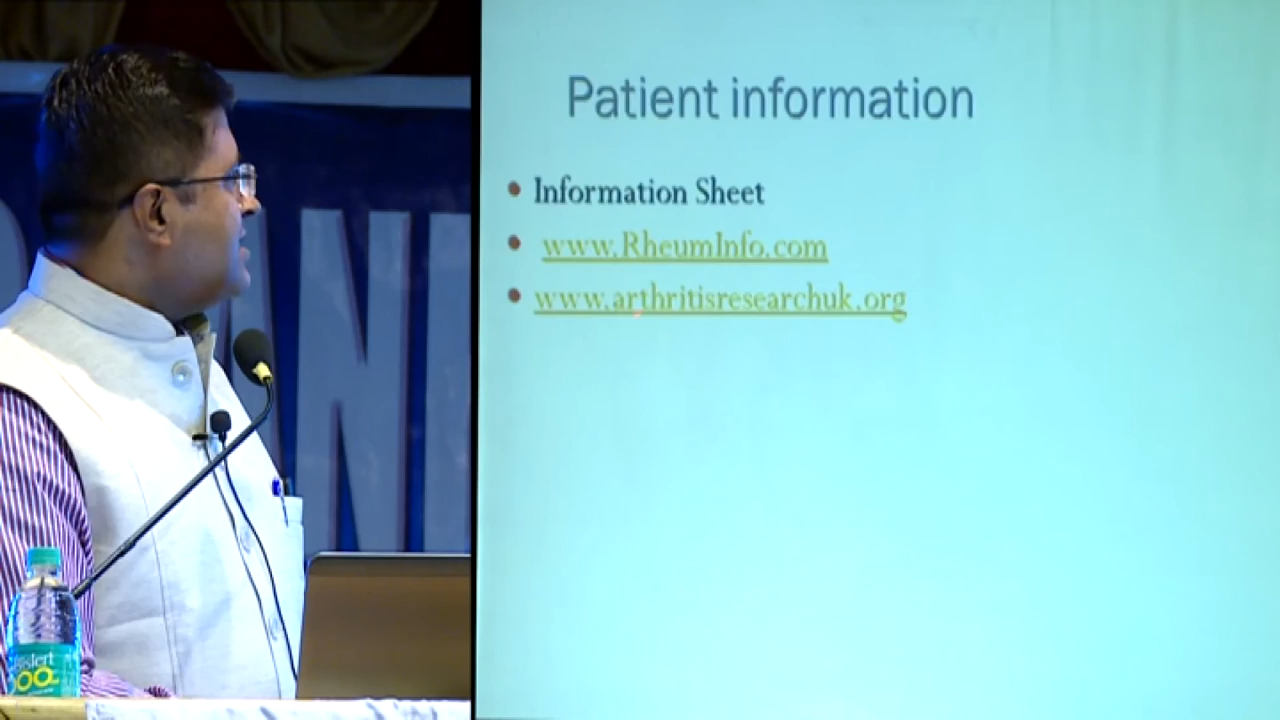 Patient information
Information Sheet
www.RheumInfo.com
www.arthritisresearchuk.org